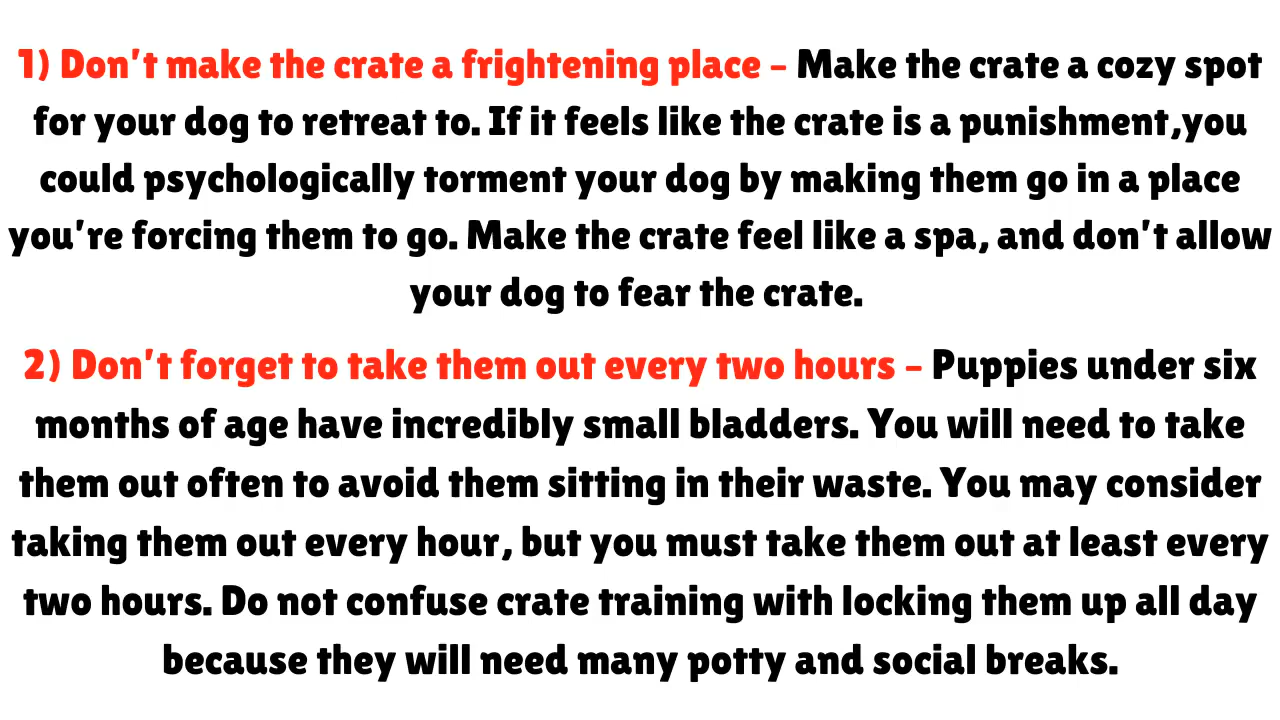 1) Don't make the crate a frightening place – Make the crate a cozy spot
for your dog to retreat to. If it feels like the crate is a punishment,you
could psychologically torment your dog by making them go in a place
you're forcing them to go. Make the crate feel like a spa, and don't allow
your dog to fear the crate.
2) Don't forget to take them out every two hours – Puppies under six
months of age have incredibly small bladders. You will need to take
them out often to avoid them sitting in their waste. You may consider
taking them out every hour, but you must take them out at least every
two hours. Do not confuse crate training with locking them up all day
because they will need many potty and social breaks.